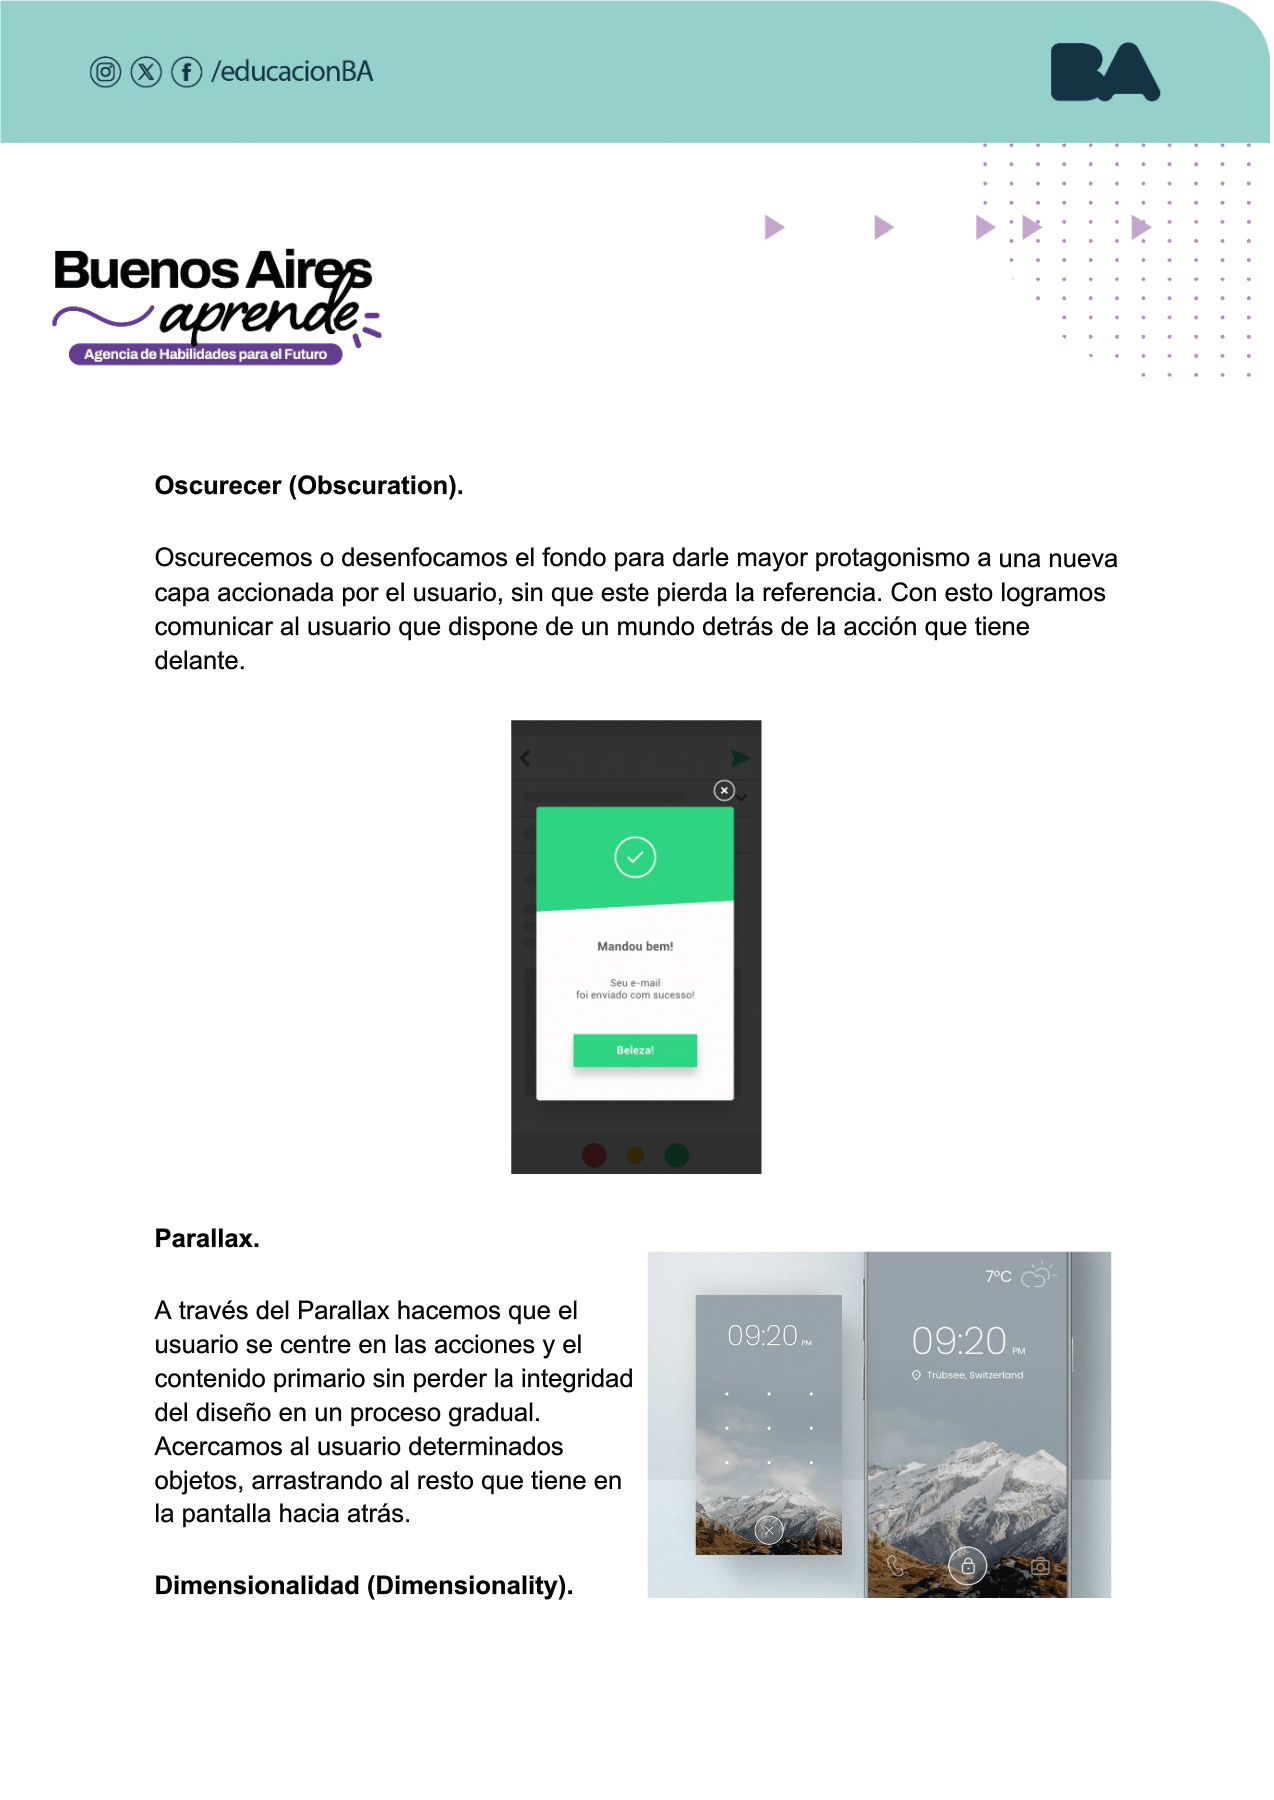 /educacionBA
BA
Buenos Aires
aprende
Agencia de Habilidades para el Futuro
Oscurecer (Obscuration).
Oscurecemos o desenfocamos el fondo para darle mayor protagonismo a una nueva
capa accionada por el usuario, sin que este pierda la referencia. Con esto logramos
comunicar al usuario que dispone de un mundo detrás de la acción que tiene
delante.
Mandou bem!
Seu e-mail
foi enviado com sucesso!
Beleza!
Parallax.
A través del Parallax hacemos que el
usuario se centre en las acciones y el
contenido primario sin perder la integridad
del diseño en un proceso gradual.
Acercamos al usuario determinados
objetos, arrastrando al resto que tiene en
la pantalla hacia atrás.
09:20 PM
7°C
09:20 PM
Trübsee, Switzerland
Dimensionalidad (Dimensionality).